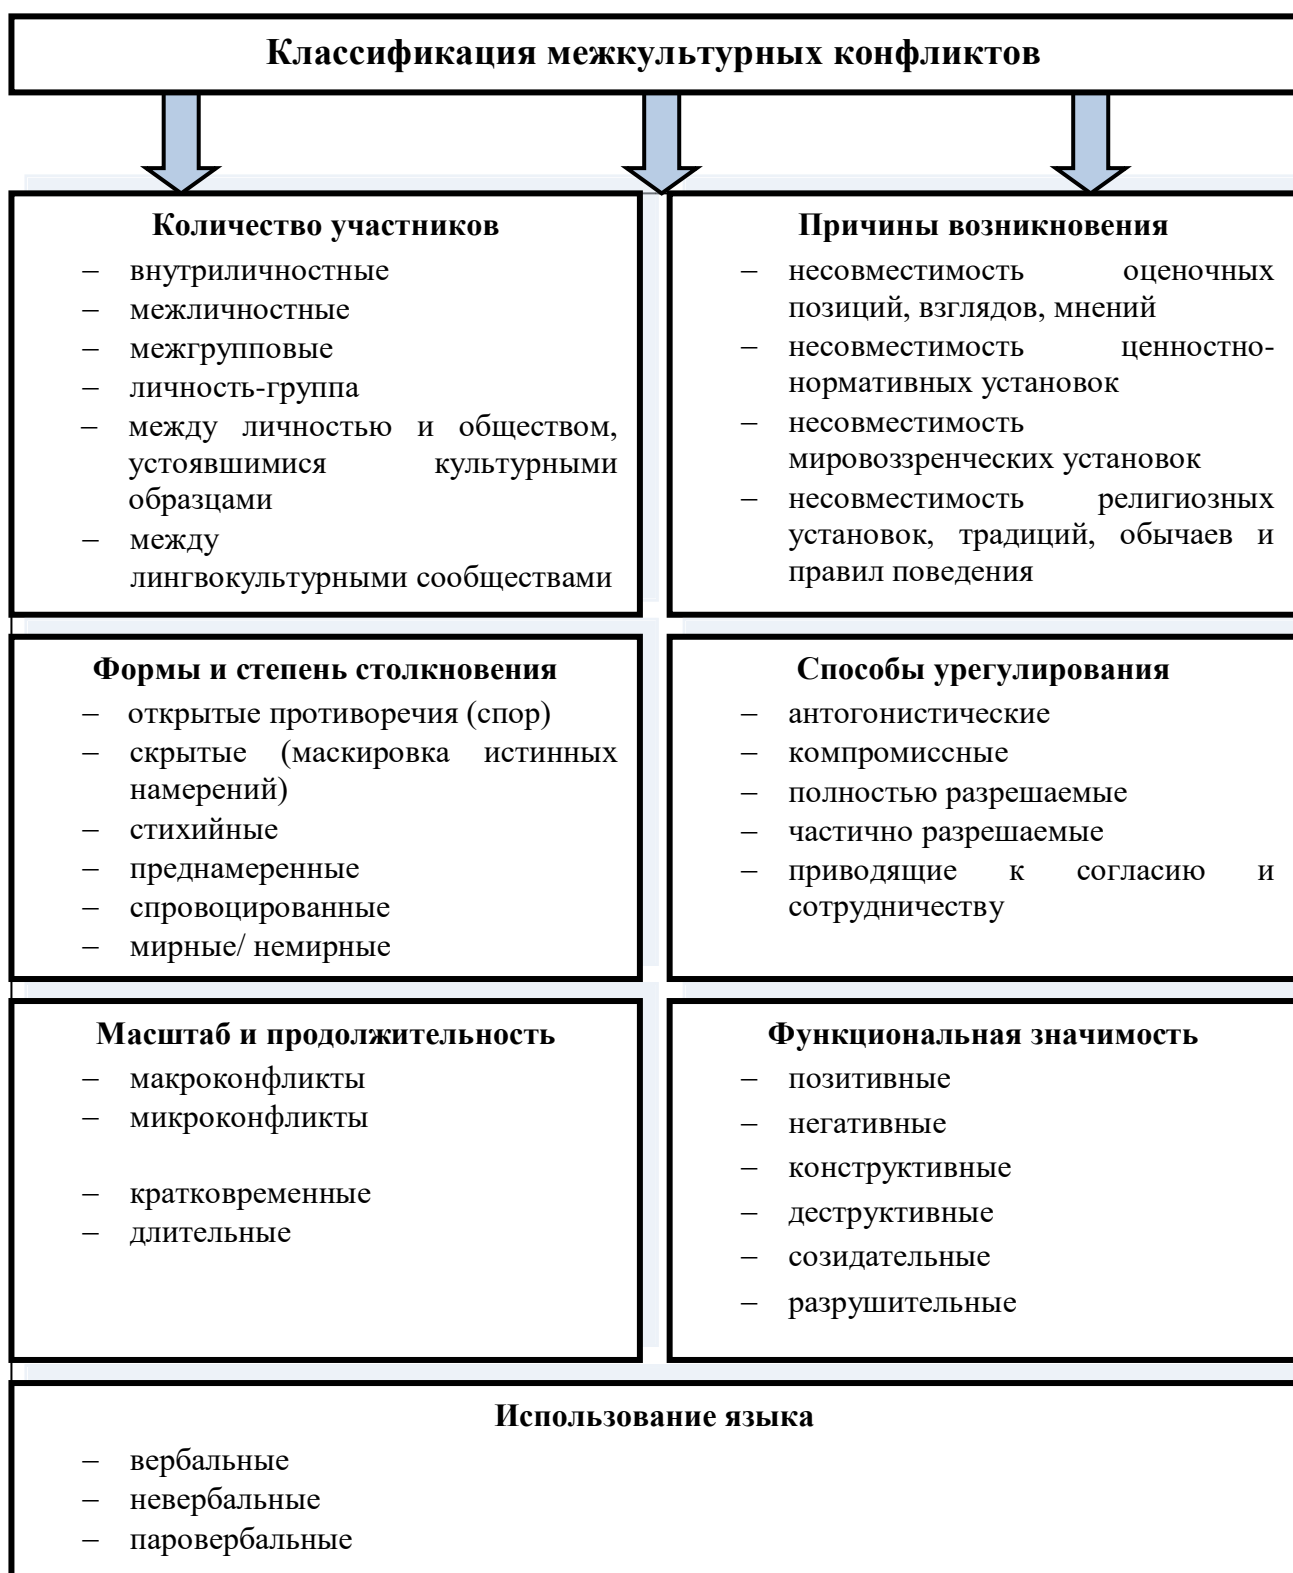 Классификация межкультурных конфликтов
Количество участников
– внутриличностные
– межличностные
– межгрупповые
– личность-группа
– между личностью и обществом,
устоявшимися культурными
образцами
– между
лингвокультурными сообществами
Причины возникновения
– несовместимость оценочных
позиций, взглядов, мнений
– несовместимость ценностно-
нормативных установок
– несовместимость
мировоззренческих установок
– несовместимость религиозных
установок, традиций, обычаев и
правил поведения
Формы и степень столкновения
– открытые противоречия (спор)
– скрытые (маскировка истинных
намерений)
– стихийные
– преднамеренные
– спровоцированные
– мирные/ немирные
Способы урегулирования
– антогонистические
– компромиссные
– полностью разрешаемые
– частично разрешаемые
– приводящие к согласию и
сотрудничеству
Масштаб и продолжительность
– макроконфликты
– микроконфликты
– кратковременные
– длительные
Функциональная значимость
– позитивные
– негативные
– конструктивные
– деструктивные
– созидательные
– разрушительные
Использование языка
– вербальные
– невербальные
– паровербальные